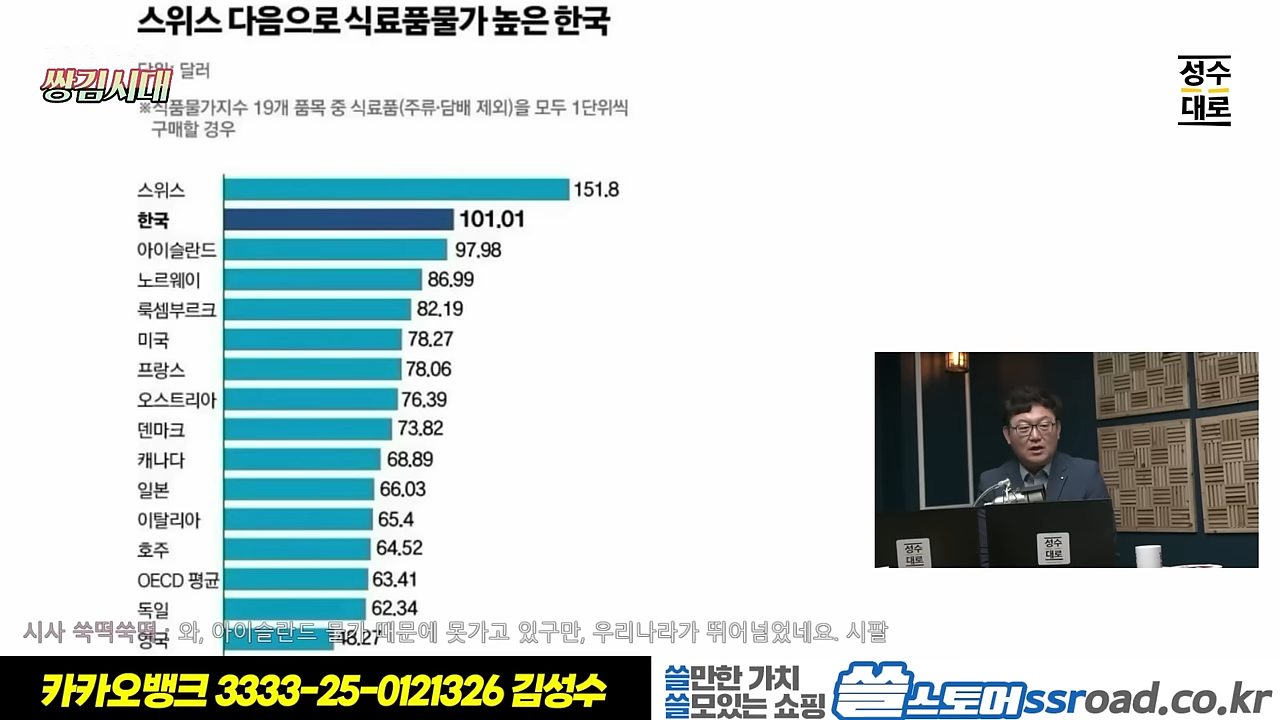 스위스 다음으로 식료품물가 높은 한국
쌍김시대
단위: 달러
성수
대로
※식품물가지수 19개 품목 중 식료품(주류·담배 제외)을 모두 1단위씩
구매할 경우
스위스 151.8
한국 101.01
아이슬란드 97.98
노르웨이 86.99
룩셈부르크 82.19
미국 78.27
프랑스 78.06
오스트리아 76.39
덴마크 73.82
캐나다 68.89
일본 66.03
이탈리아 65.4
호주 64.52
OECD 평균 63.41
독일 62.34
영국 48.27
성수
대로
성수
대로
시사 쑥떡쑥떡 : 와, 아이슬란드 물가 때문에 못가고 있구만, 우리나라가 뛰어넘었네요. 시팔
카카오뱅크 3333-25-0121326 김성수
쓸만한 가치
쓸모있는 쇼핑
쓸스토어ssroad.co.kr